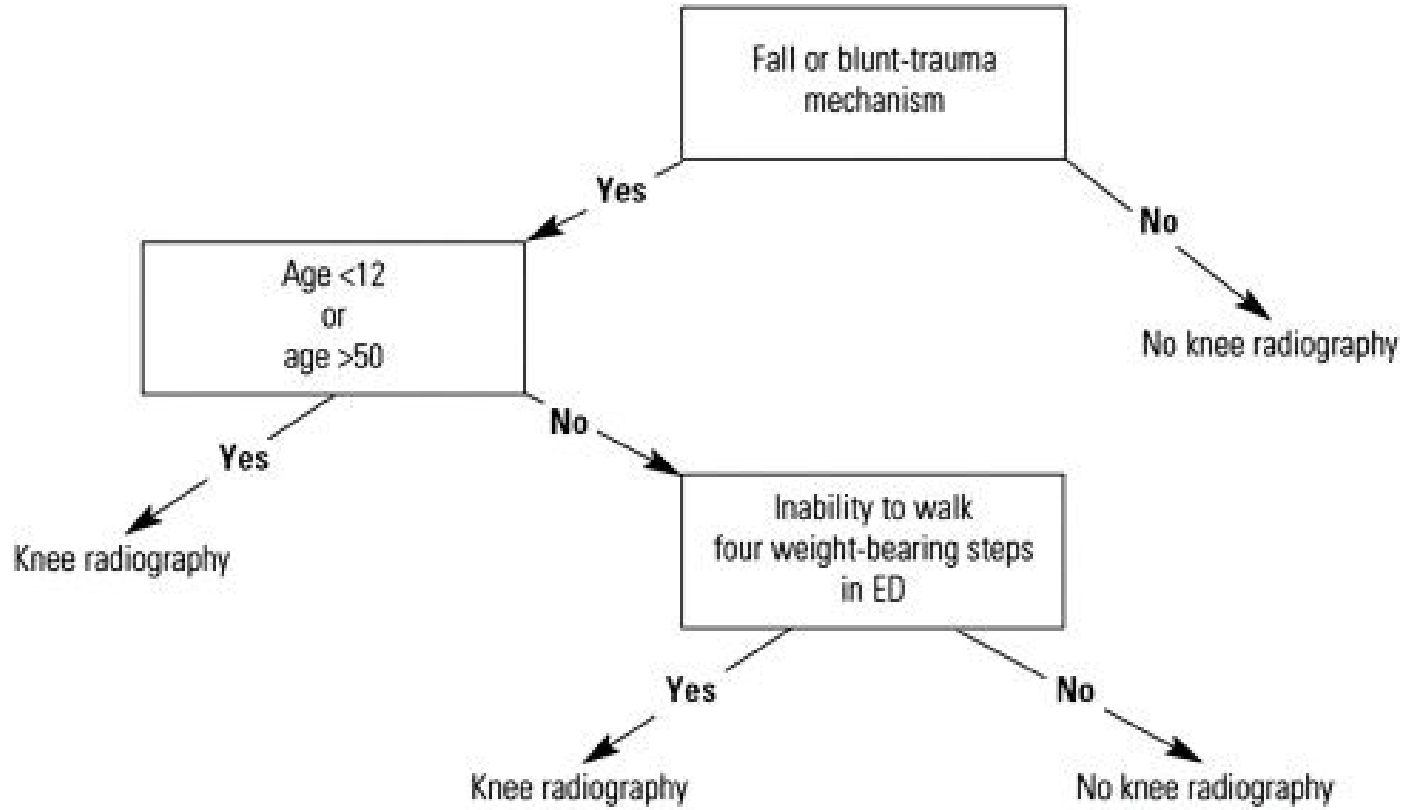 Fall or blunt-trauma
mechanism
Yes
No
Age <12
or
age >50
No knee radiography
No
Yes
Inability to walk
four weight-bearing steps
in ED
Knee radiography
Yes
No
Knee radiography
No knee radiography